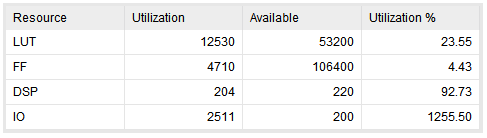 Resource Utilization Available Utilization %
LUT 12530 53200 23.55
FF 4710 106400 4.43
DSP 204 220 92.73
IO 2511 200 1255.50